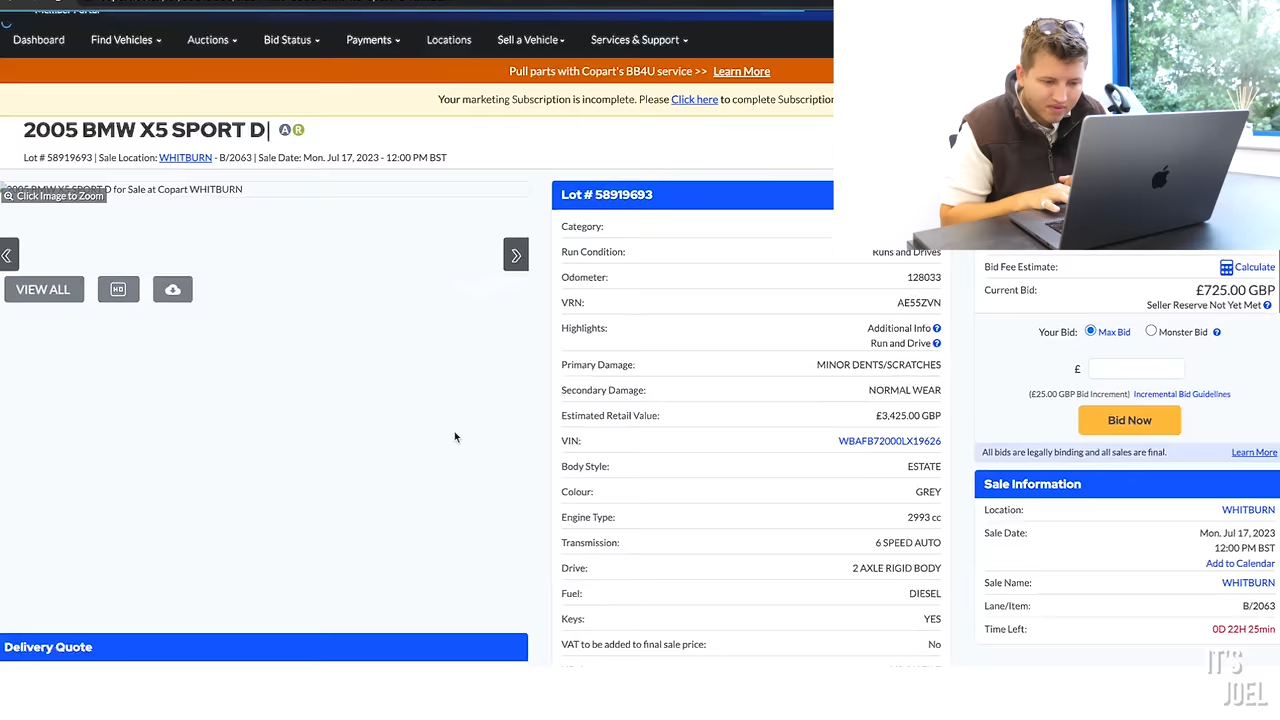 Dashboard Find Vehicles Auctions Bid Status Payments Locations Sell a Vehicle Services & Support
Pull parts with Copart's BB4U service >> Learn More
Your marketing Subscription is incomplete. Please Click here to complete Subscription
2005 BMW X5 SPORT D| A R
Lot # 58919693 | Sale Location: WHITBURN - B/2063 | Sale Date: Mon. Jul 17, 2023 - 12:00 PM BST
2005 BMW X5 SPORT D for Sale at Copart WHITBURN
Click Image to Zoom
VIEW ALL HD
Delivery Quote
Lot # 58919693
Category:
Run Condition: Runs and Drives
Odometer: 128033
VRN: AE55ZVN
Highlights: Additional Info
Run and Drive
Primary Damage: MINOR DENTS/SCRATCHES
Secondary Damage: NORMAL WEAR
Estimated Retail Value: £3,425.00 GBP
VIN: WBAFB72000LX19626
Body Style: ESTATE
Colour: GREY
Engine Type: 2993 cc
Transmission: 6 SPEED AUTO
Drive: 2 AXLE RIGID BODY
Fuel: DIESEL
Keys: YES
VAT to be added to final sale price: No
Bid Fee Estimate: Calculate
Current Bid: £725.00 GBP
Seller Reserve Not Yet Met
Your Bid: Max Bid Monster Bid
£
(£25.00 GBP Bid Increment) Incremental Bid Guidelines
Bid Now
All bids are legally binding and all sales are final. Learn More
Sale Information
Location: WHITBURN
Sale Date: Mon. Jul 17, 2023
12:00 PM BST
Add to Calendar
Sale Name: WHITBURN
Lane/Item: B/2063
Time Left: 0D 22H 25min
IT'S
JOEL